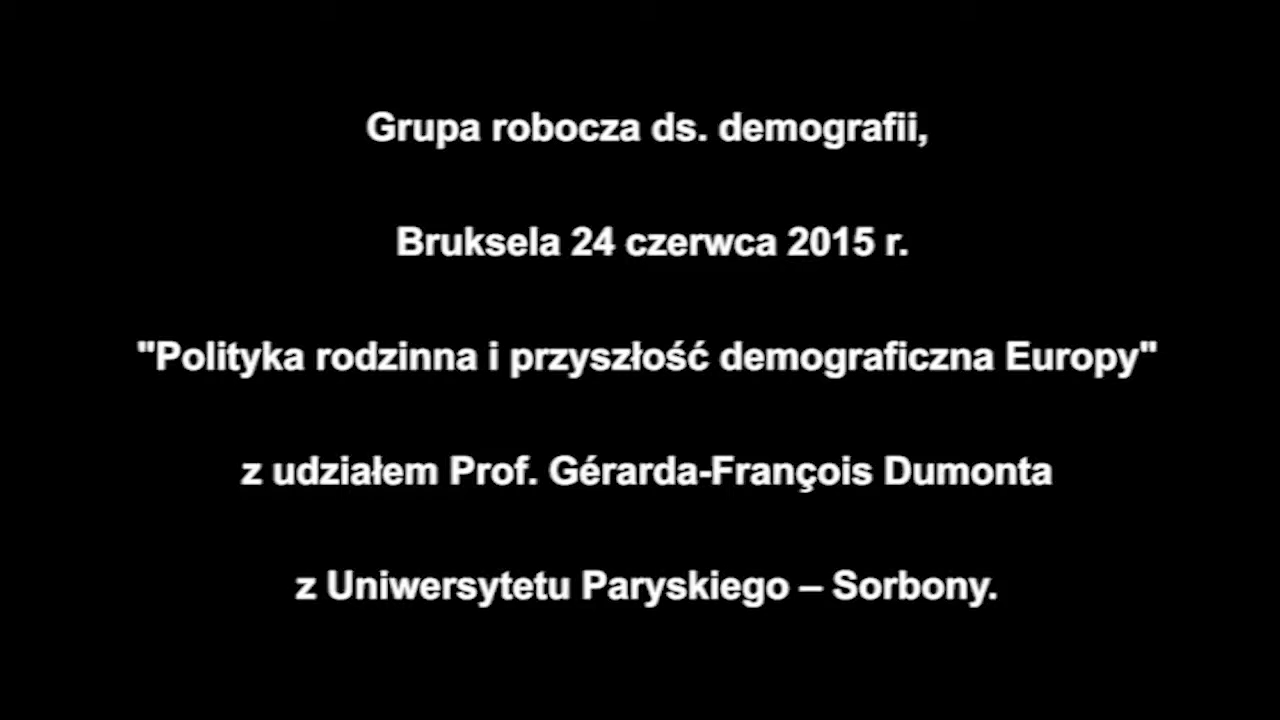 Grupa robocza ds. demografii,
Bruksela 24 czerwca 2015 r.
"Polityka rodzinna i przyszłość demograficzna Europy"
z udziałem Prof. Gérarda-François Dumonta
z Uniwersytetu Paryskiego – Sorbony.